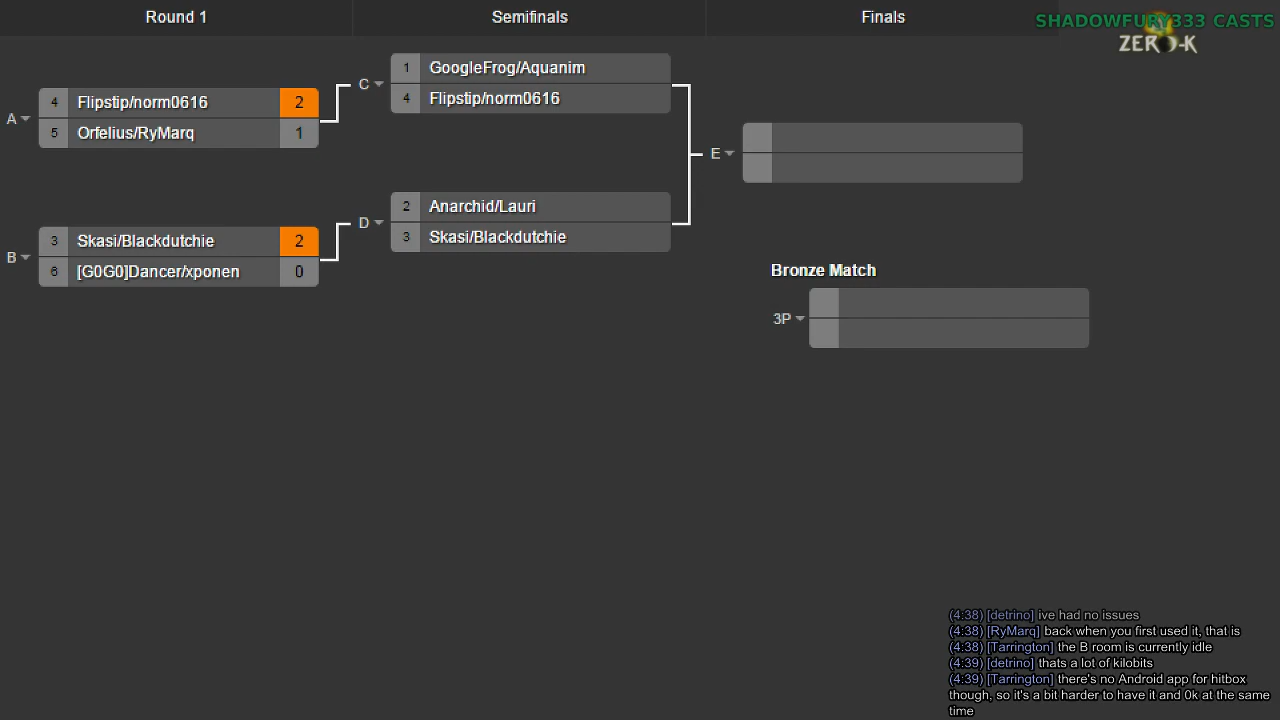 Round 1
Semifinals
Finals
SHADOWFURY333 CASTS
ZERO-K
A
4 Flipstip/norm0616 2
5 Orfelius/RyMarq 1
B
3 Skasi/Blackdutchie 2
6 [G0G0]Dancer/xponen 0
C
1 GoogleFrog/Aquanim
4 Flipstip/norm0616
D
2 Anarchid/Lauri
3 Skasi/Blackdutchie
E
Bronze Match
3P
(4:38) [detrino] ive had no issues
(4:38) [RyMarq] back when you first used it, that is
(4:38) [Tarrington] the B room is currently idle
(4:39) [detrino] thats a lot of kilobits
(4:39) [Tarrington] there's no Android app for hitbox
though, so it's a bit harder to have it and 0k at the same
time